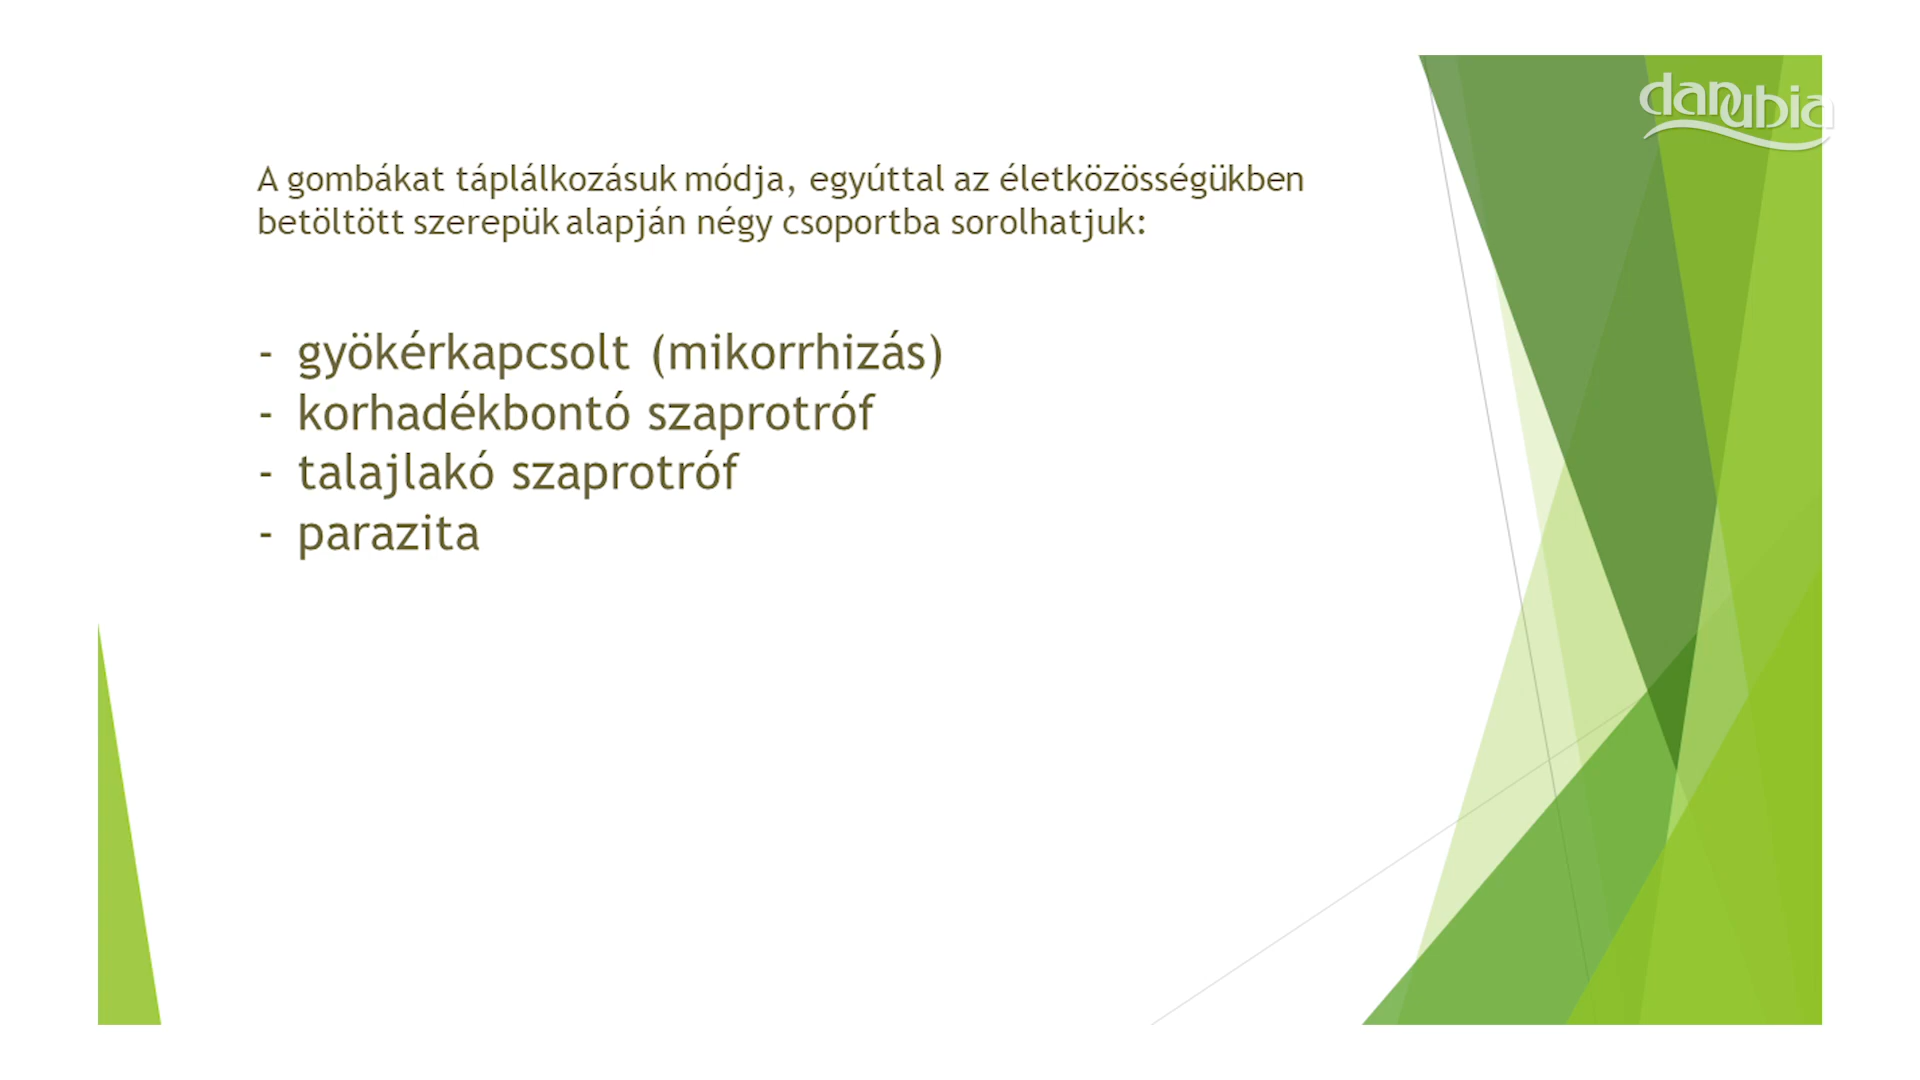 danubia
A gombákat táplálkozásuk módja, egyúttal az életközösségükben
betöltött szerepük alapján négy csoportba sorolhatjuk:
- gyökérkapcsolt (mikorrhizás)
- korhadékbontó szaprotróf
- talajlakó szaprotróf
- parazita